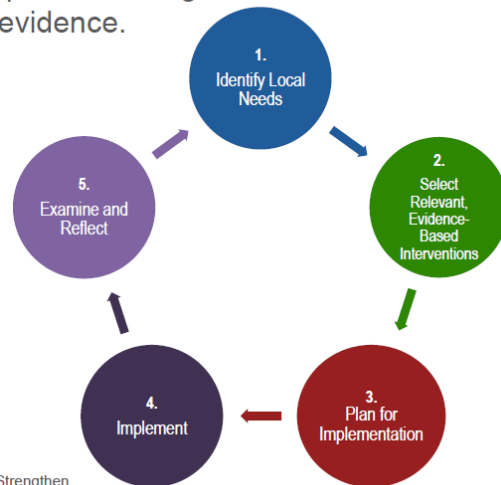 evidence.
1.
Identify Local
Needs
2.
Select
Relevant,
Evidence-
Based
Interventions
3.
Plan for
Implementation
4.
Implement
5.
Examine and
Reflect
Strengthen